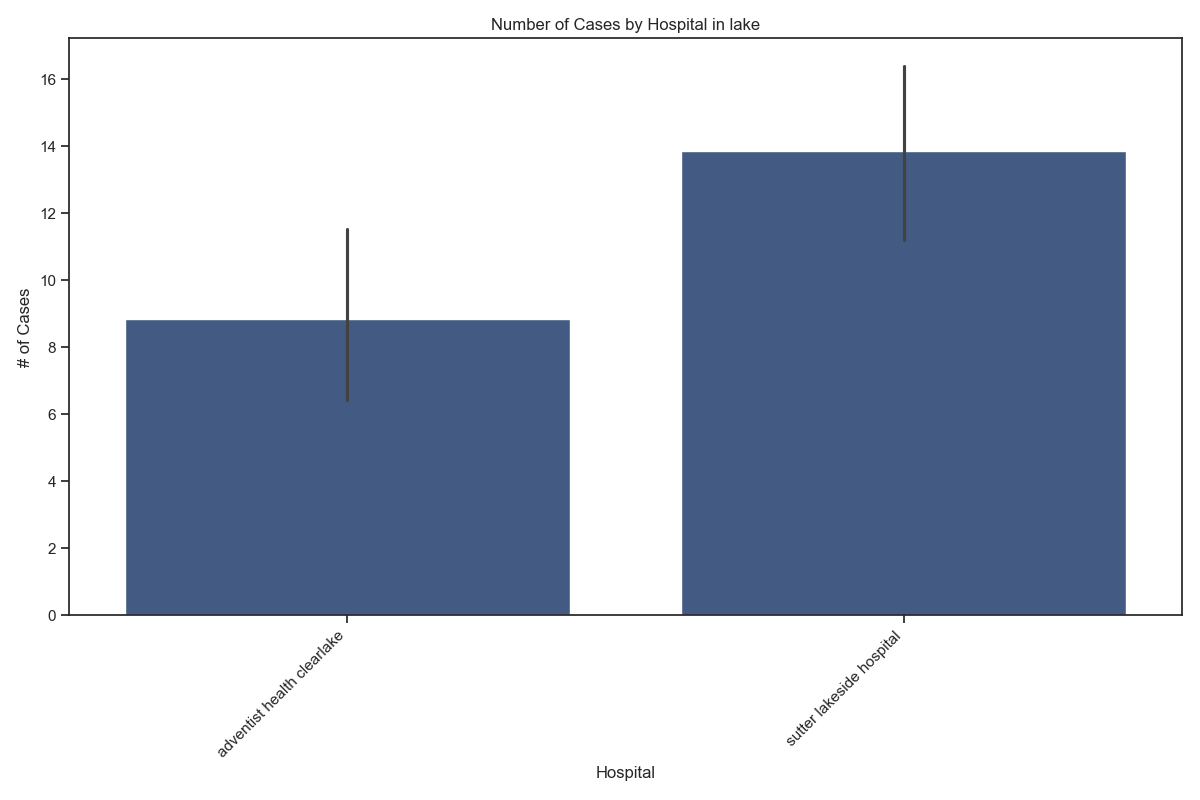 Number of Cases by Hospital in lake
# of Cases
16
14
12
10
8
6
4
2
0
adventist health clearlake
sutter lakeside hospital
Hospital